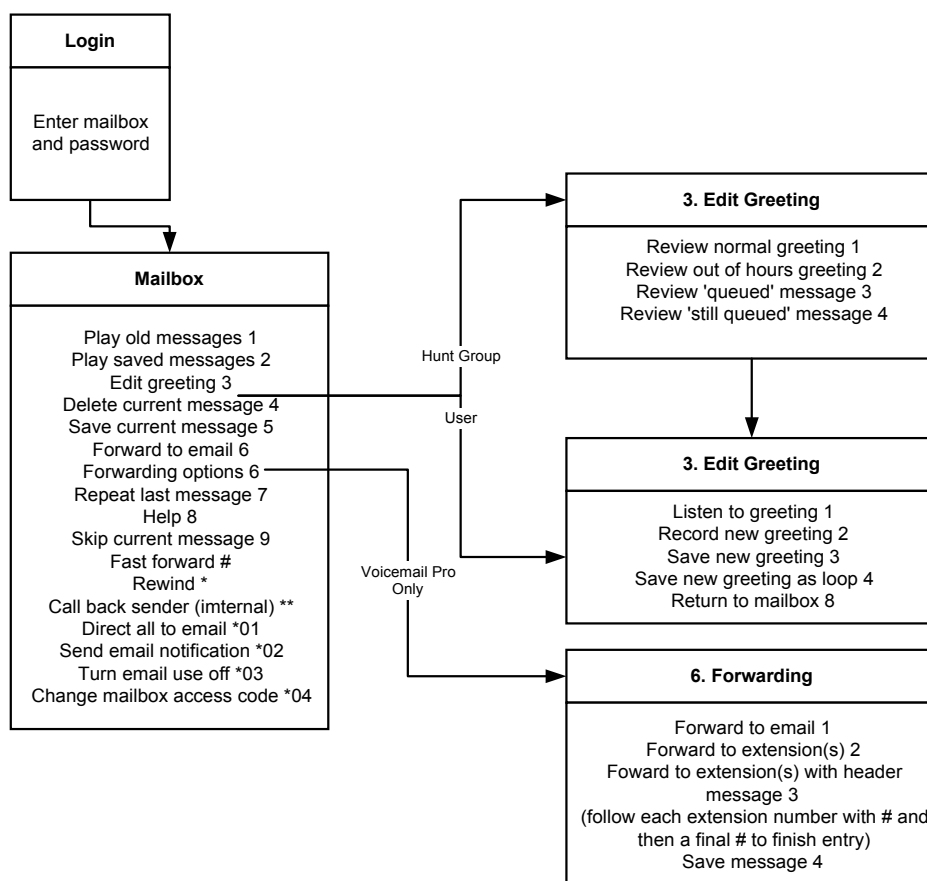 Login
Enter mailbox
and password
Mailbox
Play old messages 1
Play saved messages 2
Edit greeting 3
Delete current message 4
Save current message 5
Forward to email 6
Forwarding options 6
Repeat last message 7
Help 8
Skip current message 9
Fast forward #
Rewind *
Call back sender (imternal) **
Direct all to email *01
Send email notification *02
Turn email use off *03
Change mailbox access code *04
Hunt Group
User
Voicemail Pro
Only
3. Edit Greeting
Review normal greeting 1
Review out of hours greeting 2
Review 'queued' message 3
Review 'still queued' message 4
3. Edit Greeting
Listen to greeting 1
Record new greeting 2
Save new greeting 3
Save new greeting as loop 4
Return to mailbox 8
6. Forwarding
Forward to email 1
Forward to extension(s) 2
Foward to extension(s) with header
message 3
(follow each extension number with # and
then a final # to finish entry)
Save message 4